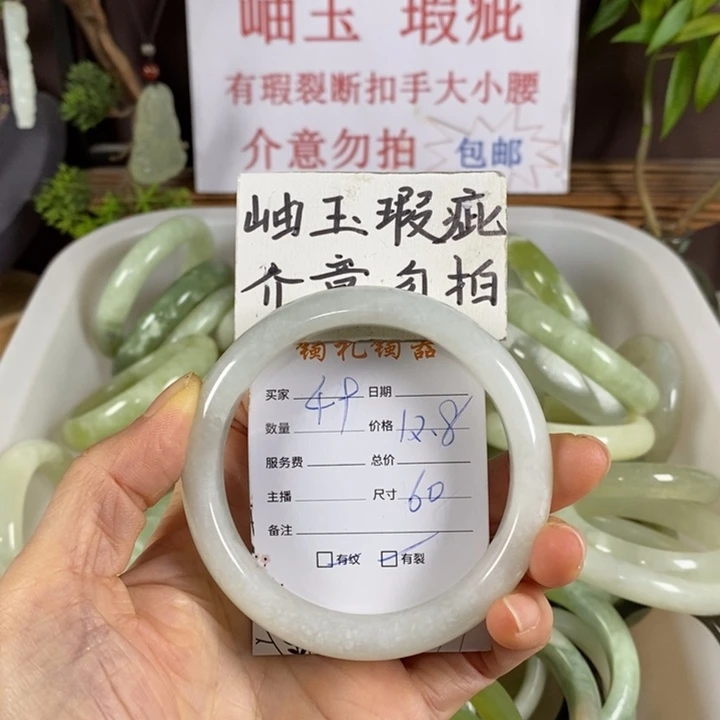 岫玉 瑕疵
有瑕裂断扣手大小腰
介意勿拍 包邮
岫玉瑕疵
介意勿拍
买家 日期
数量 价格 12.8
服务费 总价
主播 尺寸 60
备注
有纹 有裂